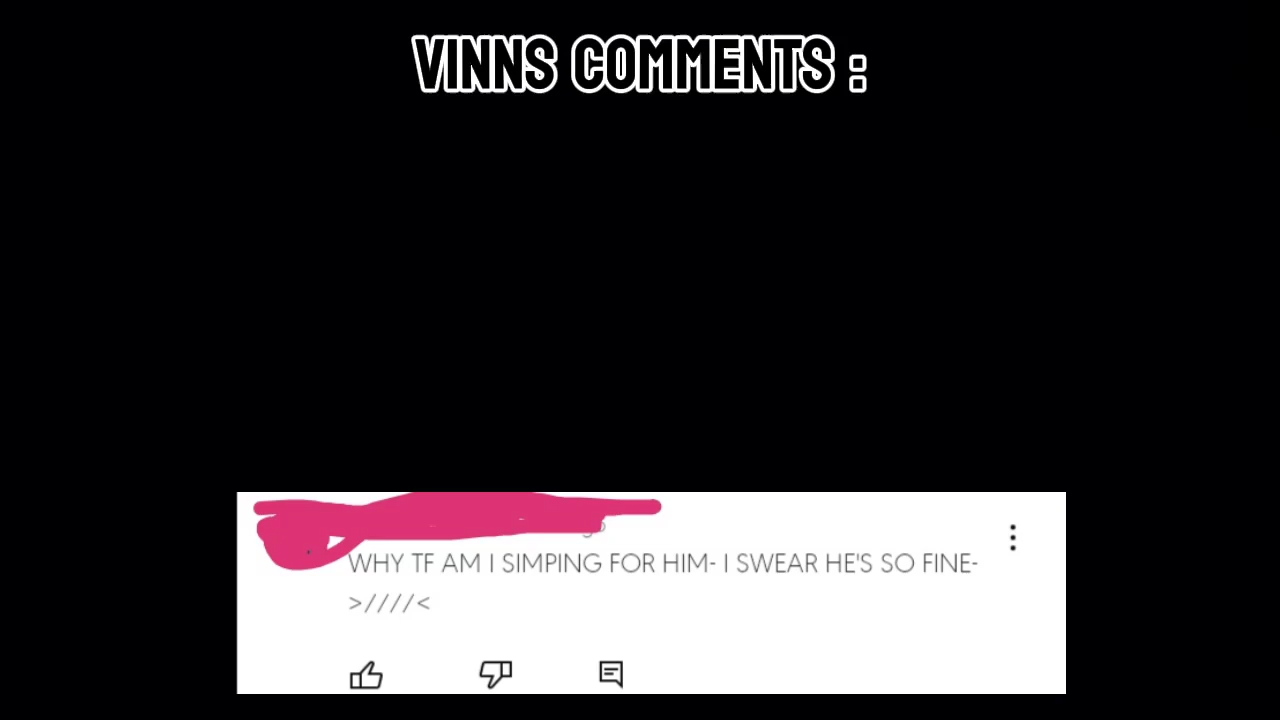 VINNS COMMENTS :
WHY TF AM I SIMPING FOR HIM- I SWEAR HE'S SO FINE-
>////<